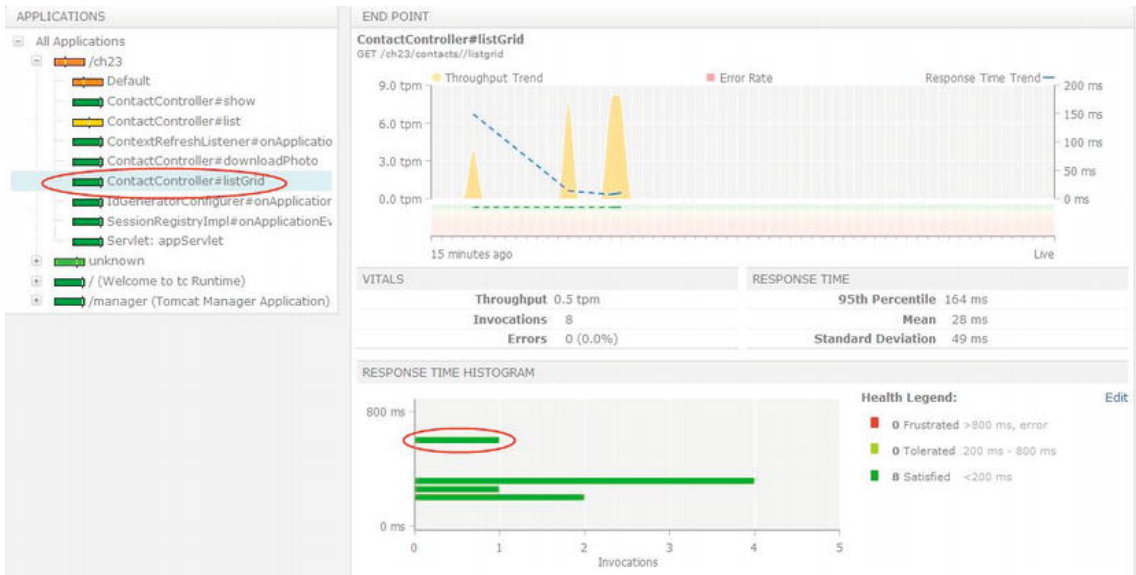 APPLICATIONS
All Applications
/ch23
Default
ContactController#show
ContactController#list
ContextRefreshListener#onApplicatio
ContactController#downloadPhoto
ContactController#listGrid
IdGeneratorConfigurer#onApplication
SessionRegistryImpl#onApplicationEv
Servlet: appServlet
unknown
/ (Welcome to tc Runtime)
/manager (Tomcat Manager Application)
END POINT
ContactController#listGrid
GET /ch23/contacts//listgrid
Throughput Trend Error Rate Response Time Trend
9.0 tpm 200 ms
150 ms
6.0 tpm
100 ms
3.0 tpm
50 ms
0.0 tpm 0 ms
15 minutes ago Live
VITALS
Throughput 0.5 tpm
Invocations 8
Errors 0 (0.0%)
RESPONSE TIME
95th Percentile 164 ms
Mean 28 ms
Standard Deviation 49 ms
RESPONSE TIME HISTOGRAM
800 ms
0 ms
0 1 2 3 4 5
Invocations
Health Legend: Edit
0 Frustrated >800 ms, error
0 Tolerated 200 ms - 800 ms
8 Satisfied <200 ms